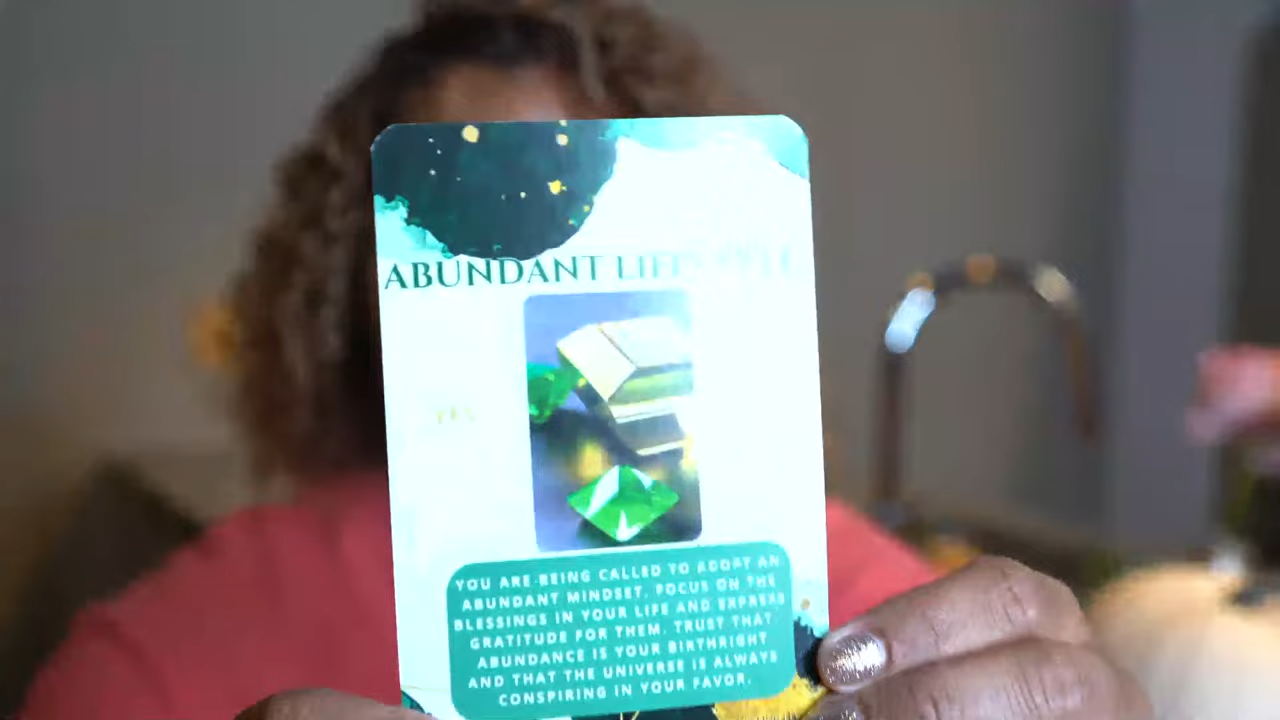 ABUNDANT LIFESTYLE
YES
YOU ARE BEING CALLED TO ADOPT AN
ABUNDANT MINDSET. FOCUS ON THE
BLESSINGS IN YOUR LIFE AND EXPRESS
GRATITUDE FOR THEM. TRUST THAT
ABUNDANCE IS YOUR BIRTHRIGHT
AND THAT THE UNIVERSE IS ALWAYS
CONSPIRING IN YOUR FAVOR.